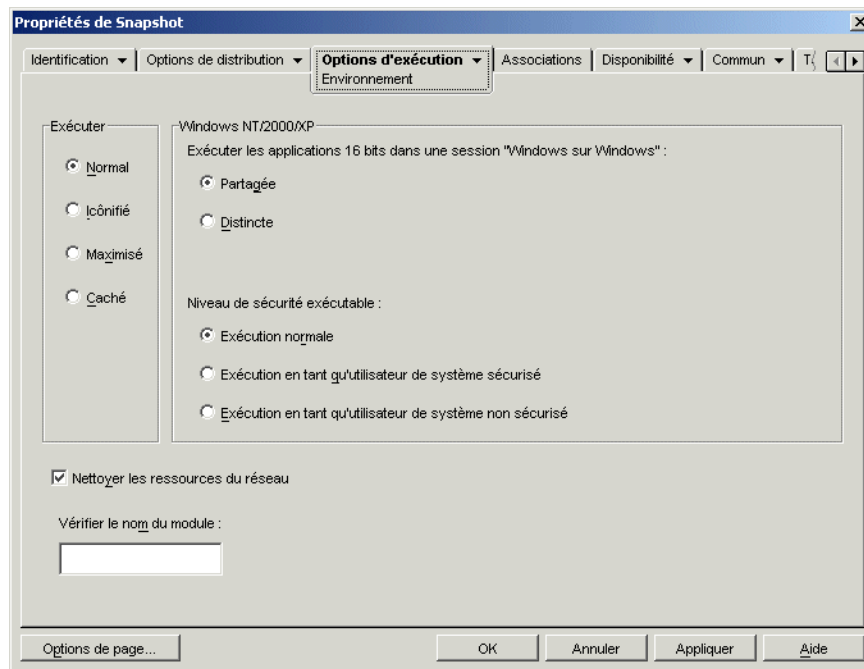 Propriétés de Snapshot
Identification
Options de distribution
Options d'exécution
Environnement
Associations
Disponibilité
Commun
Exécuter
Normal
Icônifié
Maximisé
Caché
Windows NT/2000/XP
Exécuter les applications 16 bits dans une session "Windows sur Windows" :
Partagée
Distincte
Niveau de sécurité exécutable :
Exécution normale
Exécution en tant qu'utilisateur de système sécurisé
Exécution en tant qu'utilisateur de système non sécurisé
Nettoyer les ressources du réseau
Vérifier le nom du module :
Options de page...
OK
Annuler
Appliquer
Aide